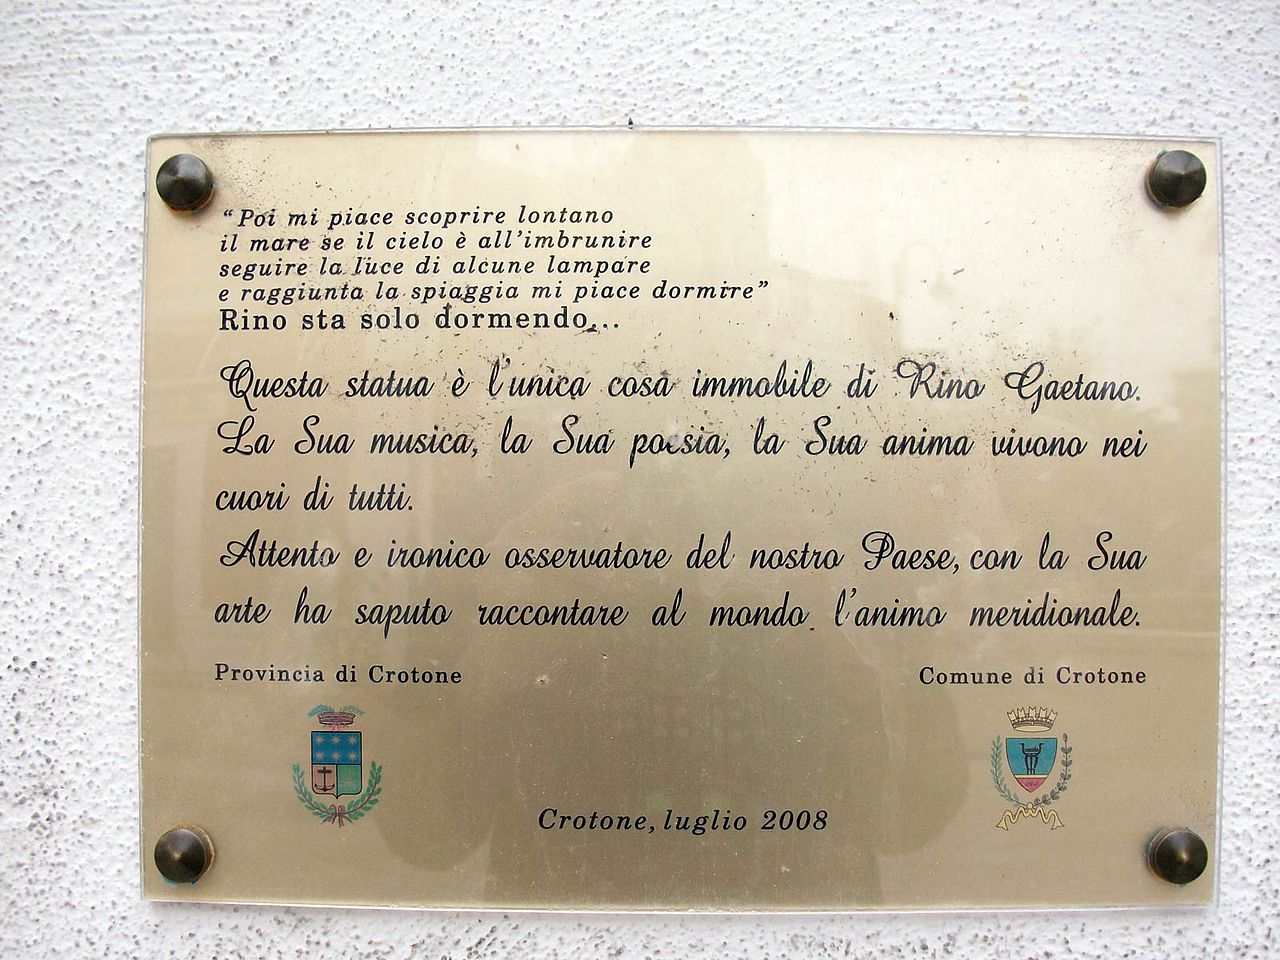 “Poi mi piace scoprire lontano
il mare se il cielo è all'imbrunire
seguire la luce di alcune lampare
e raggiunta la spiaggia mi piace dormire”
Rino sta solo dormendo...
Questa statua è l'unica cosa immobile di Rino Gaetano.
La Sua musica, la Sua poesia, la Sua anima vivono nei
cuori di tutti.
Attento e ironico osservatore del nostro Paese, con la Sua
arte ha saputo raccontare al mondo l'animo meridionale.
Provincia di Crotone
Comune di Crotone
Crotone, luglio 2008